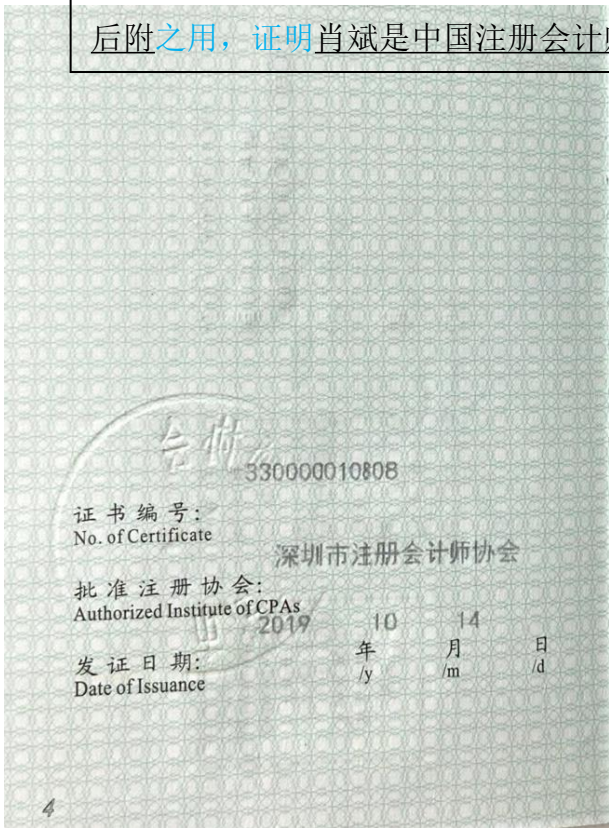 后附之用，证明肖斌是中国注册会计师
330000010808
证书编号:
No. of Certificate
深圳市注册会计师协会
批准注册协会:
Authorized Institute of CPAs
2019 10 14
发证日期: 年 月 日
Date of Issuance /y /m /d
4